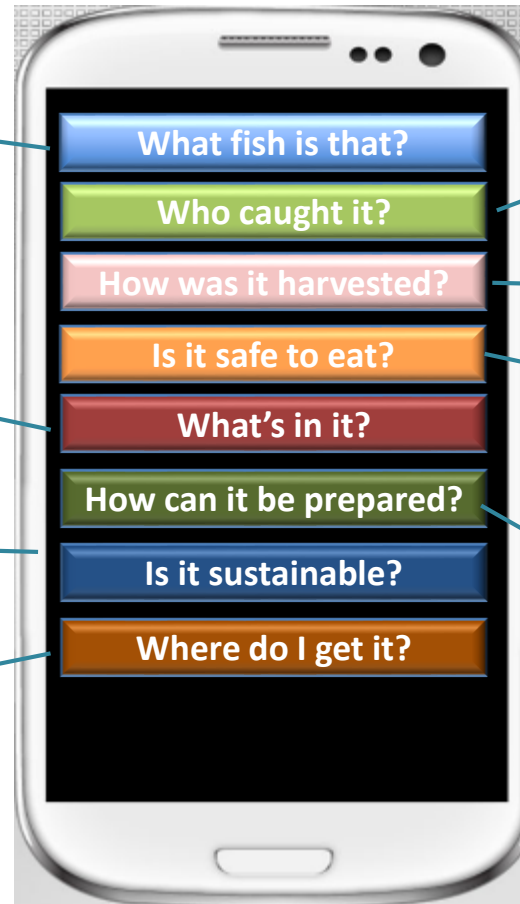 What fish is that?
Who caught it?
How was it harvested?
Is it safe to eat?
What's in it?
How can it be prepared?
Is it sustainable?
Where do I get it?